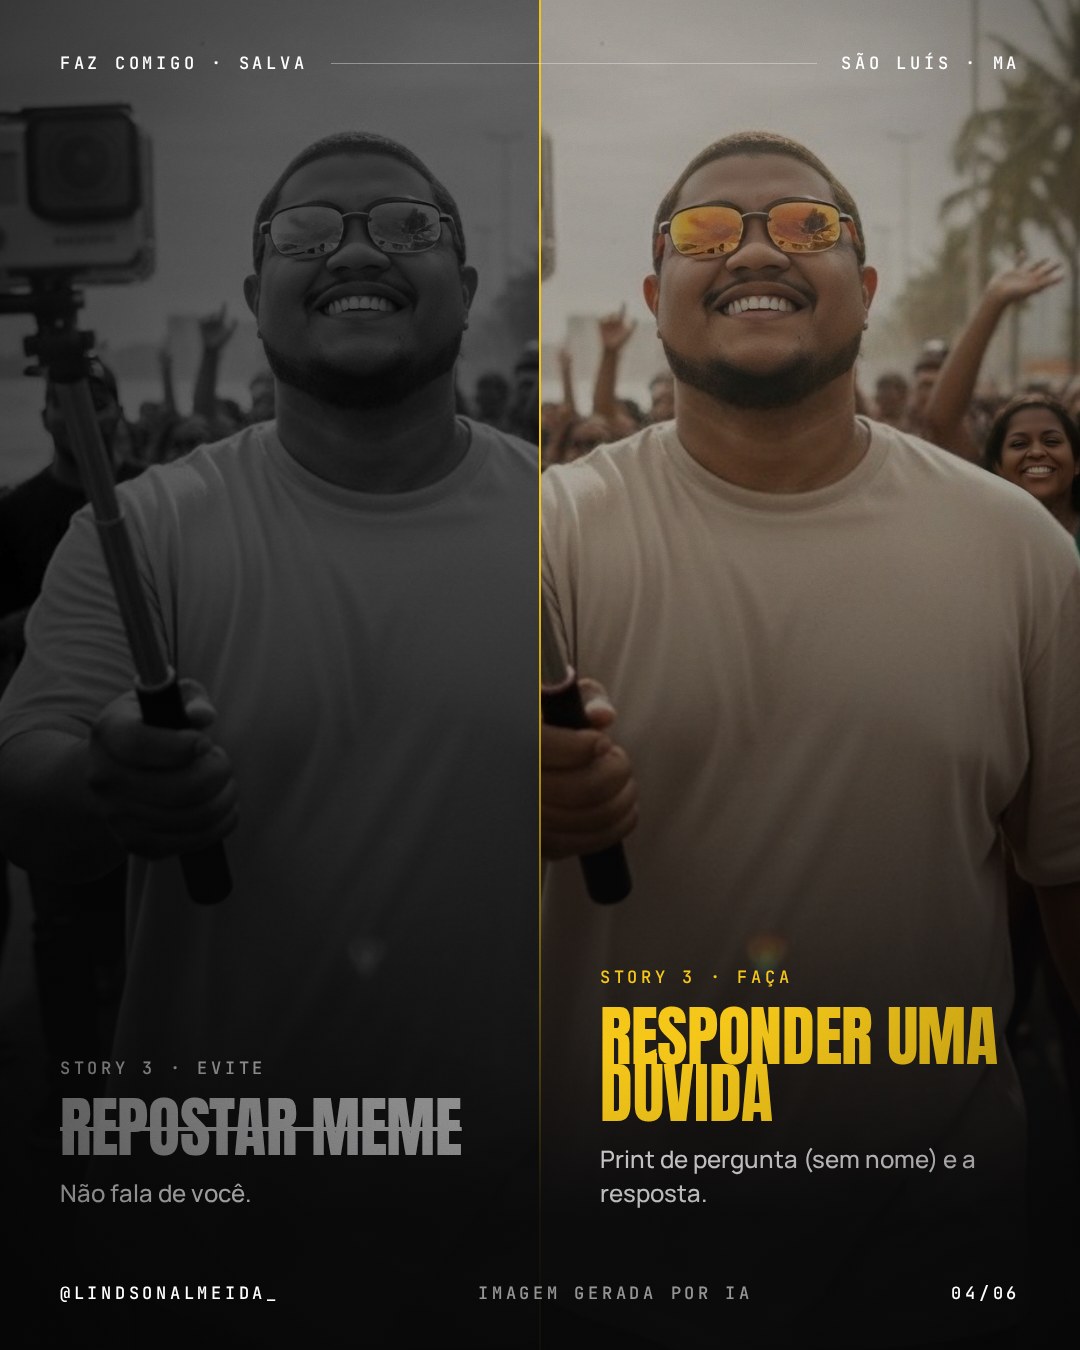 FAZ COMIGO · SALVA
SÃO LUÍS · MA
STORY 3 · EVITE
REPOSTAR MEME
Não fala de você.
STORY 3 · FAÇA
RESPONDER UMA
DÚVIDA
Print de pergunta (sem nome) e a
resposta.
@LINDSONALMEIDA_
IMAGEM GERADA POR IA
04/06